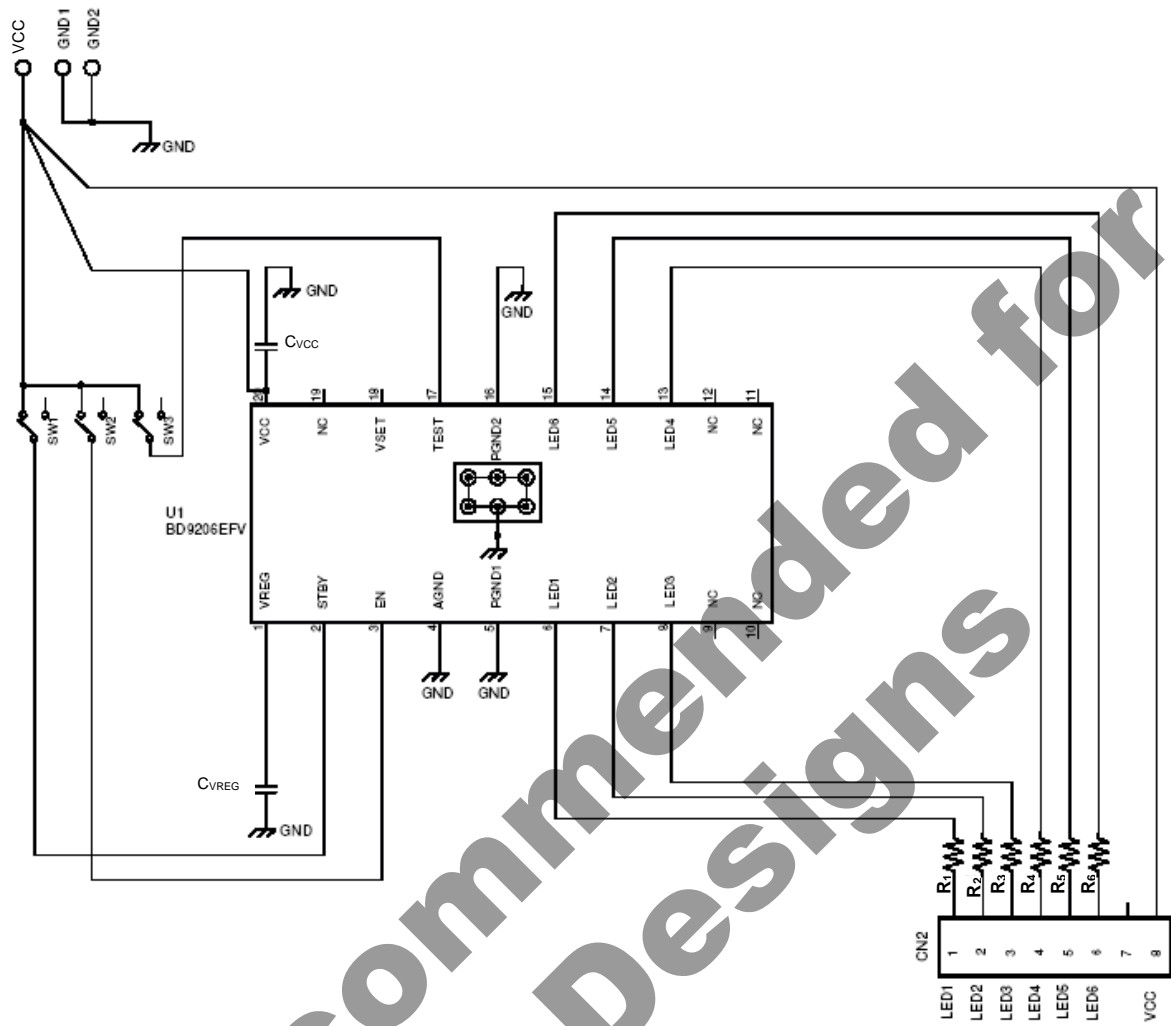 VCC
GND1
GND2
GND
GND
CVCC
GND
SW1
SW2
SW3
20
19
18
17
16
15
14
13
12
11
VCC
NC
VSET
TEST
PGND2
LED6
LED5
LED4
NC
NC
U1
BD9206EFV
VREG
STBY
EN
AGND
PGND1
LED1
LED2
LED3
NC
NC
1
2
3
4
5
6
7
8
9
10
GND
GND
CVREG
GND
R1
R2
R3
R4
R5
R6
CN2
1
2
3
4
5
6
7
8
LED1
LED2
LED3
LED4
LED5
LED6
VCC
ommended for
Designs